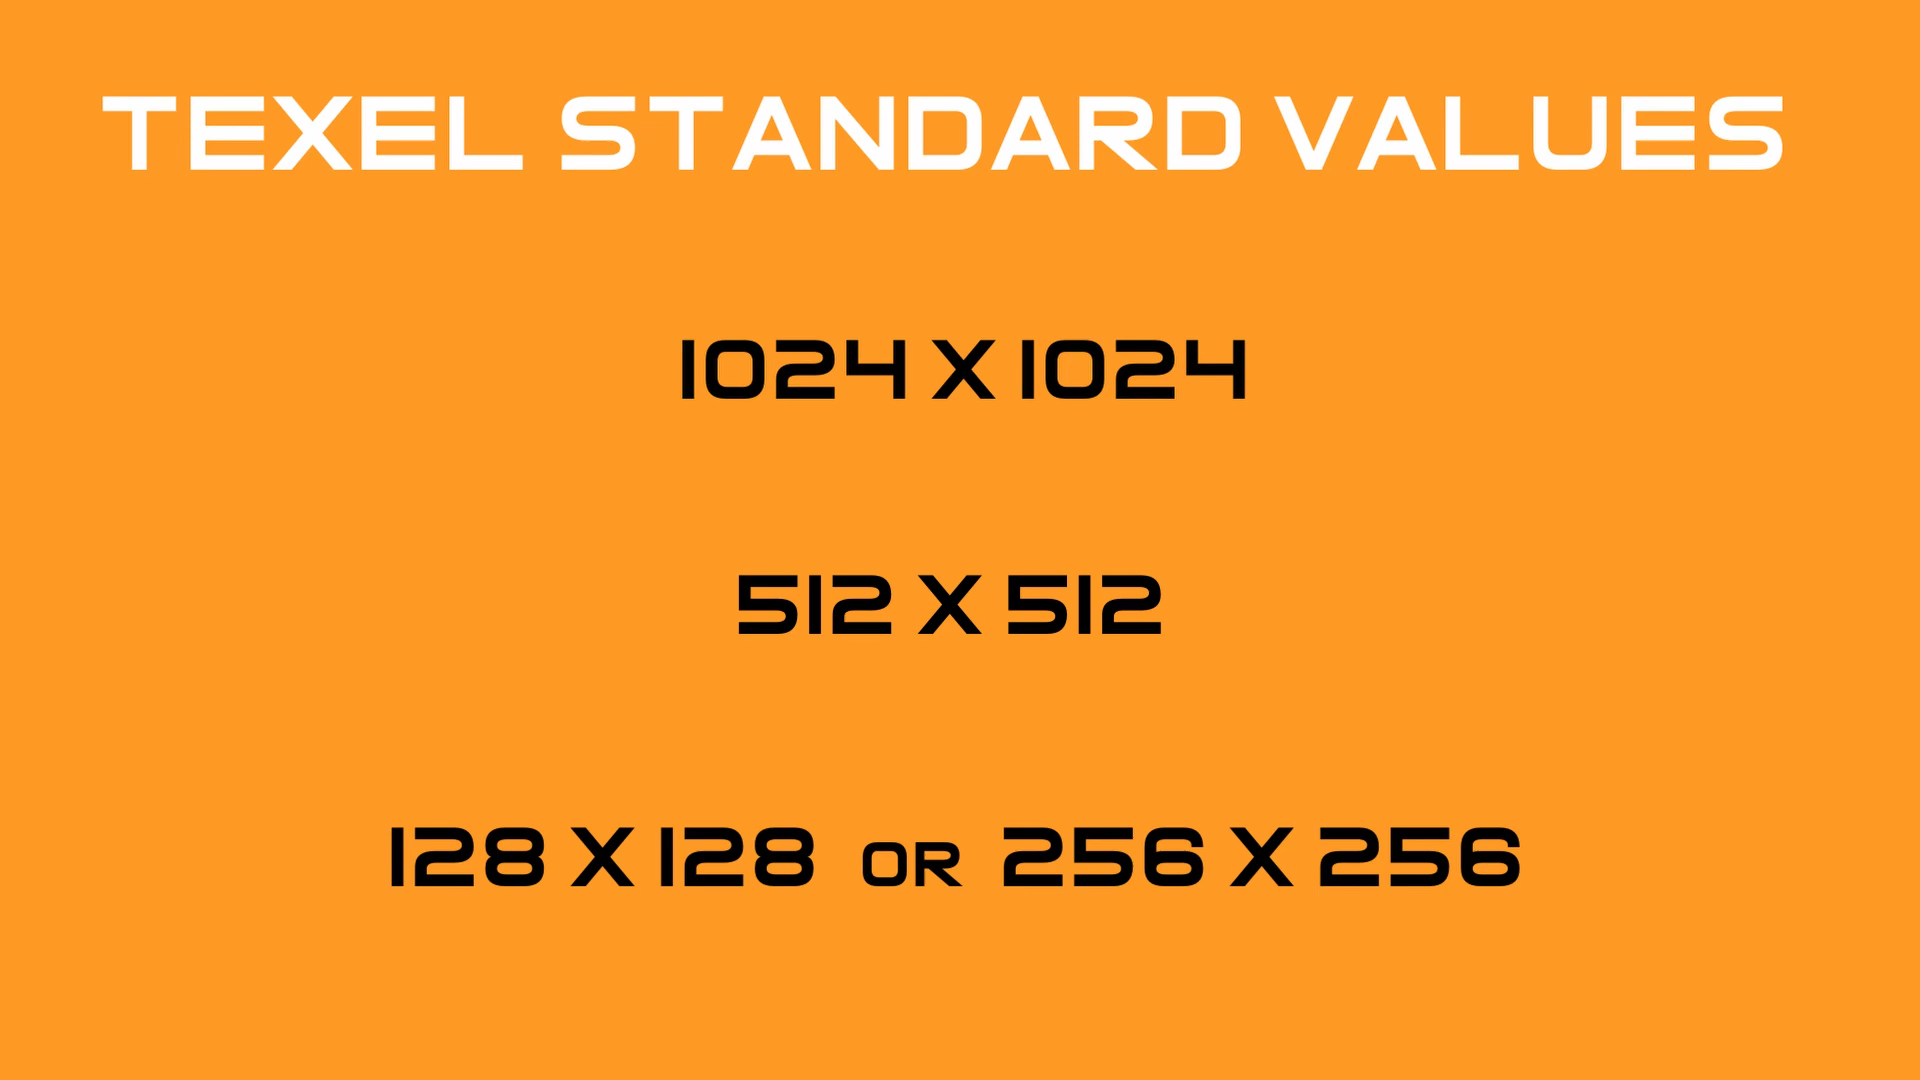 TEXEL STANDARD VALUES
1024 X 1024
512 X 512
128 X 128 OR 256 X 256